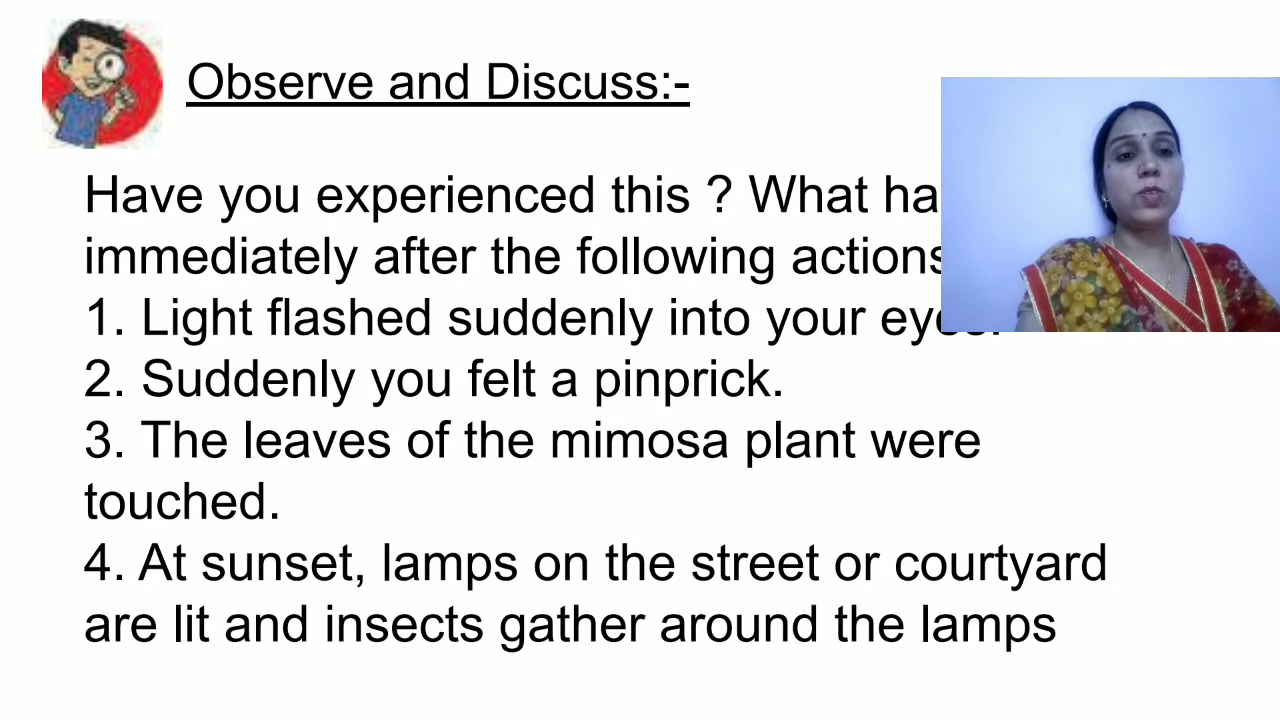 Observe and Discuss:-
Have you experienced this ? What
immediately after the following actions
1. Light flashed suddenly into your
2. Suddenly you felt a pinprick.
3. The leaves of the mimosa plant were
touched.
4. At sunset, lamps on the street or courtyard
are lit and insects gather around the lamps